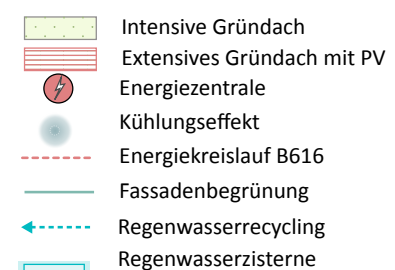 Intensive Gründach
Extensives Gründach mit PV
Energiezentrale
Kühlungseffekt
Energiekreislauf B616
Fassadenbegrünung
Regenwasserrecycling
Regenwasserzisterne